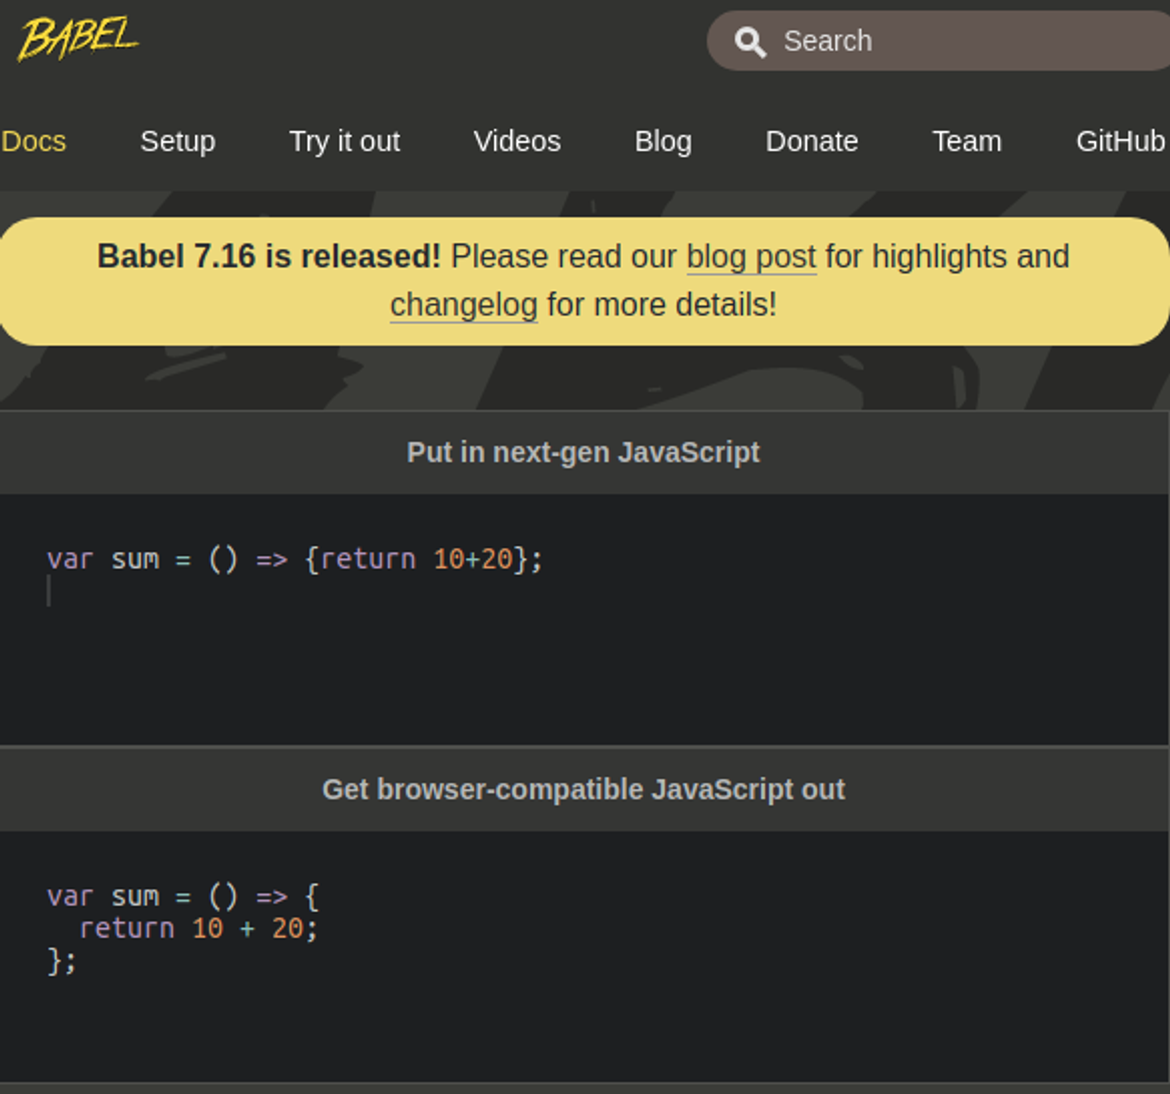 BABEL
Search
Docs Setup Try it out Videos Blog Donate Team GitHub
Babel 7.16 is released! Please read our blog post for highlights and
changelog for more details!
Put in next-gen JavaScript
var sum = () => {return 10+20};
Get browser-compatible JavaScript out
var sum = () => {
  return 10 + 20;
};